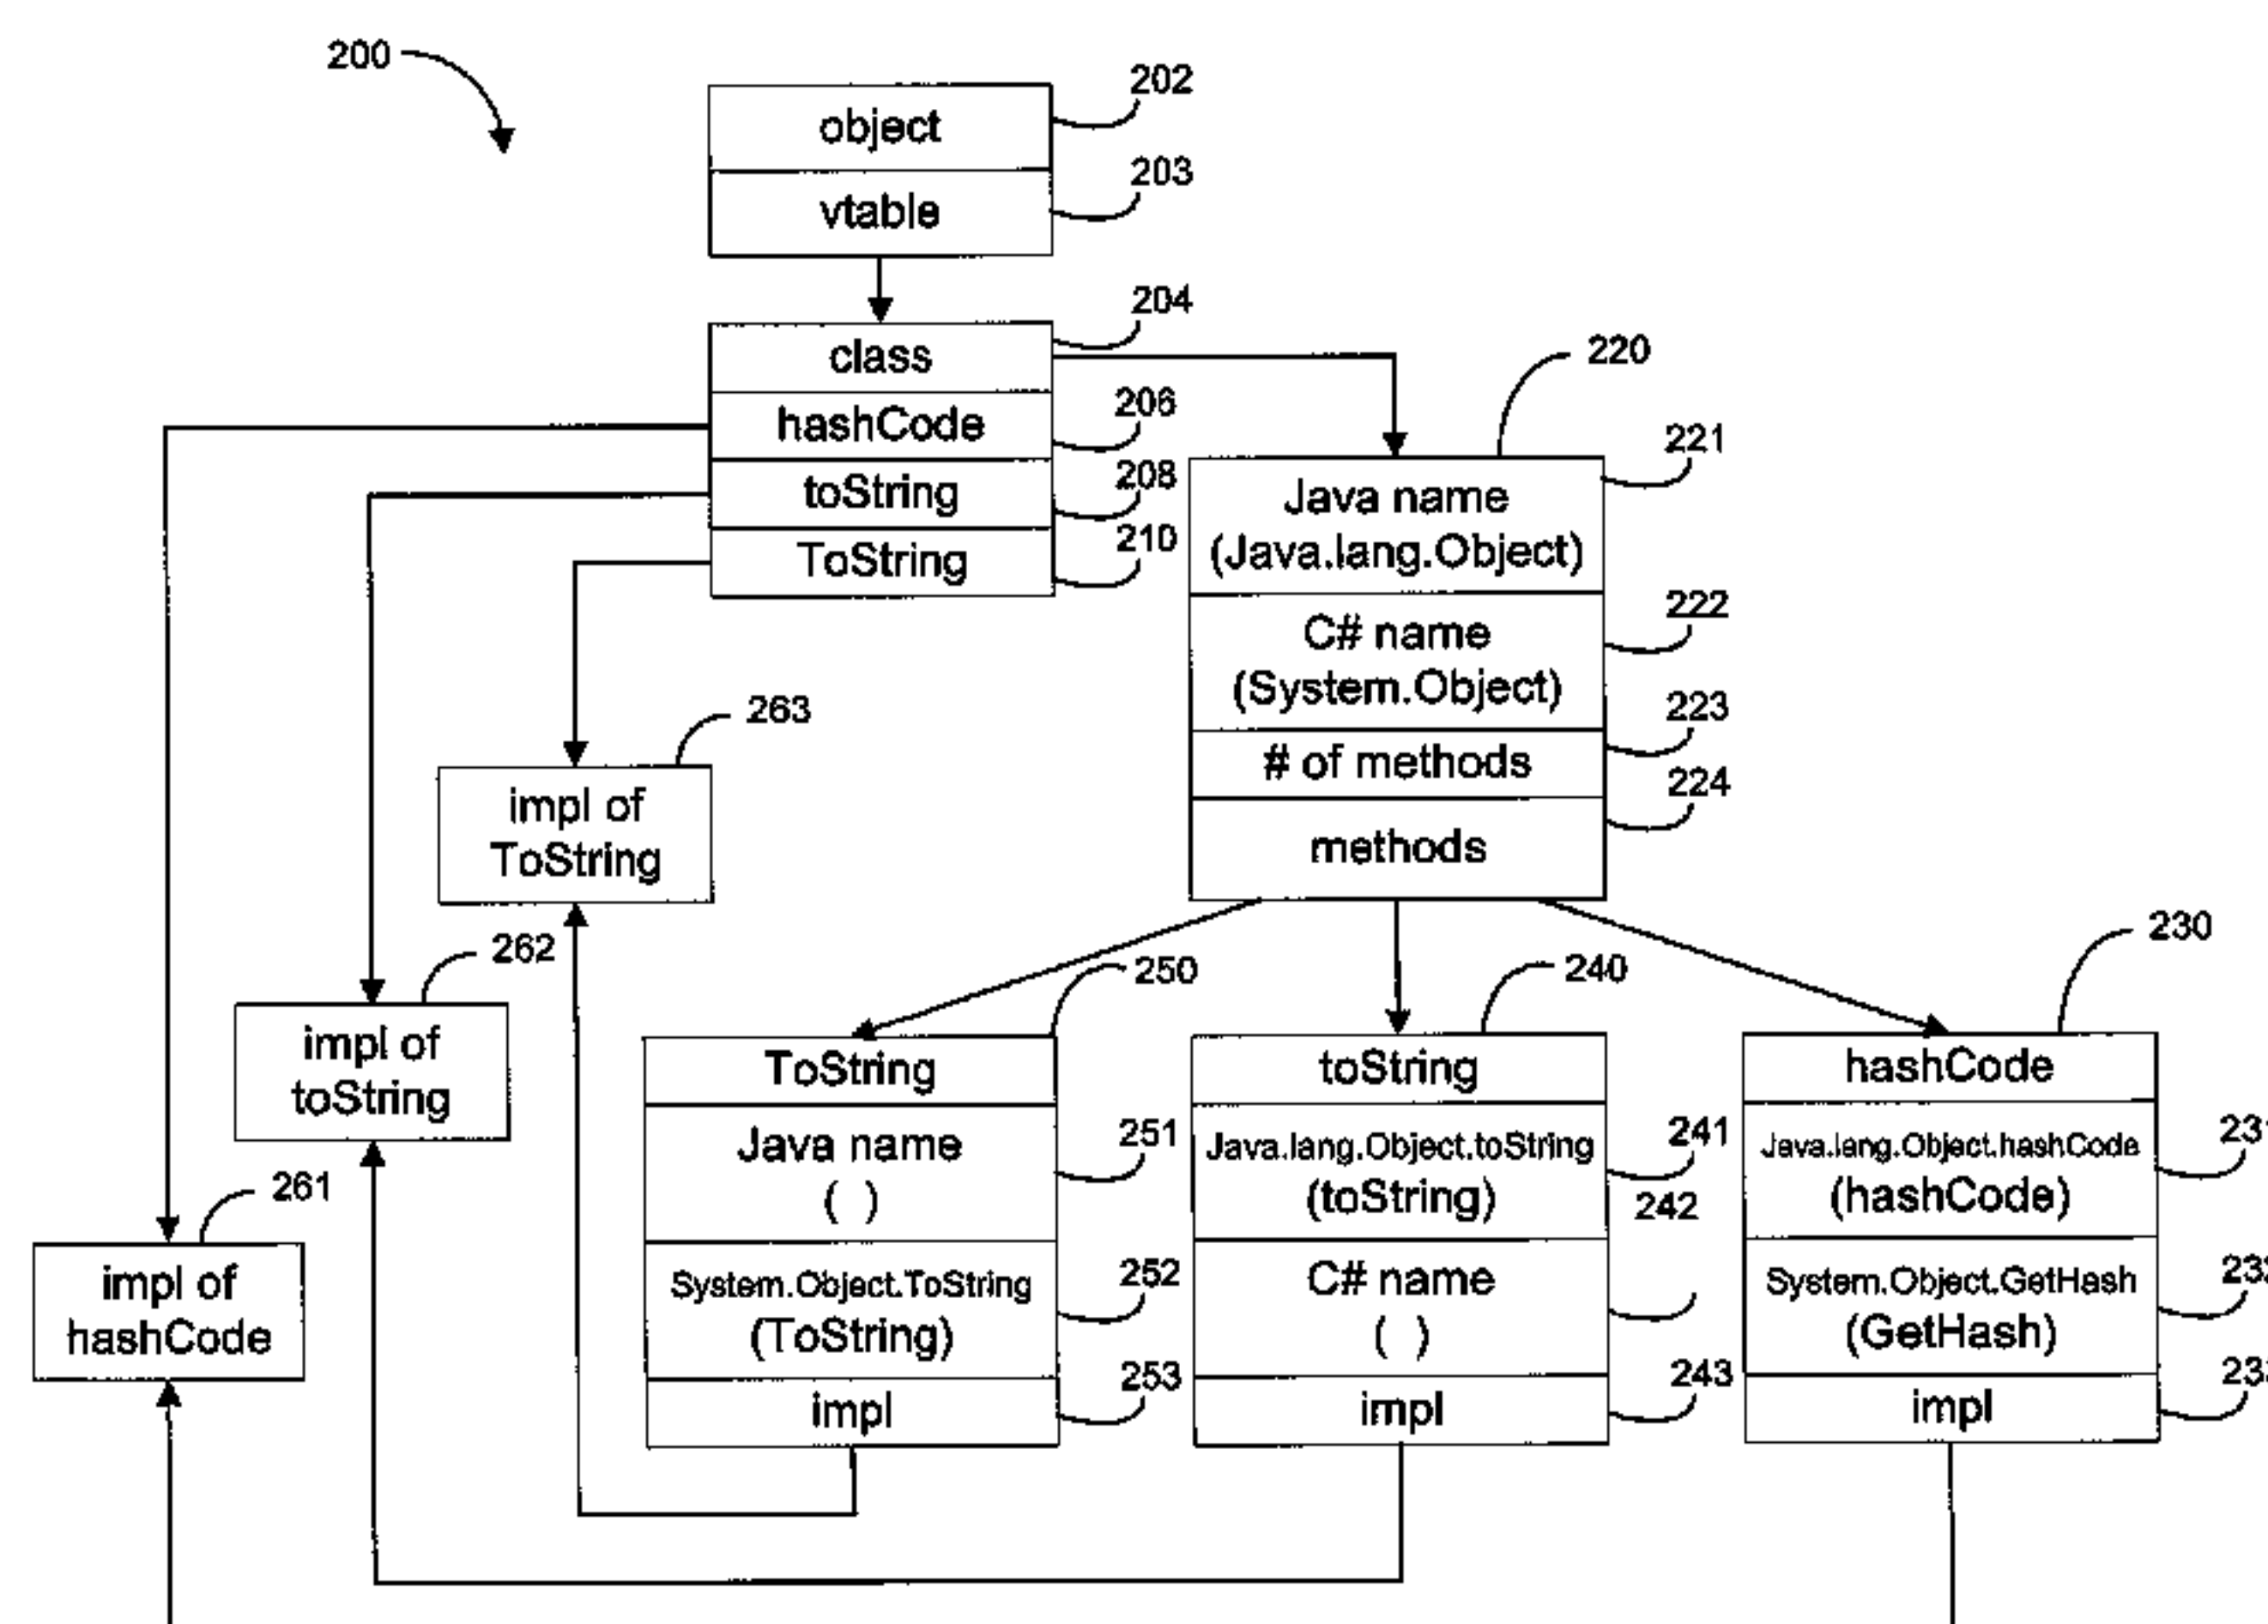 200
202
object
203
vtable
204
class
220
206
hashCode
221
208
toString
Java name
(Java.lang.Object)
210
ToString
222
C# name
(System.Object)
223
# of methods
224
methods
263
impl of
ToString
262
impl of
toString
261
impl of
hashCode
250
ToString
251
Java name
( )
252
System.Object.ToString
(ToString)
253
impl
240
toString
241
Java.lang.Object.toString
(toString)
242
C# name
( )
243
impl
230
hashCode
Java.lang.Object.hashCode
(hashCode)
System.Object.GetHash
(GetHash)
impl